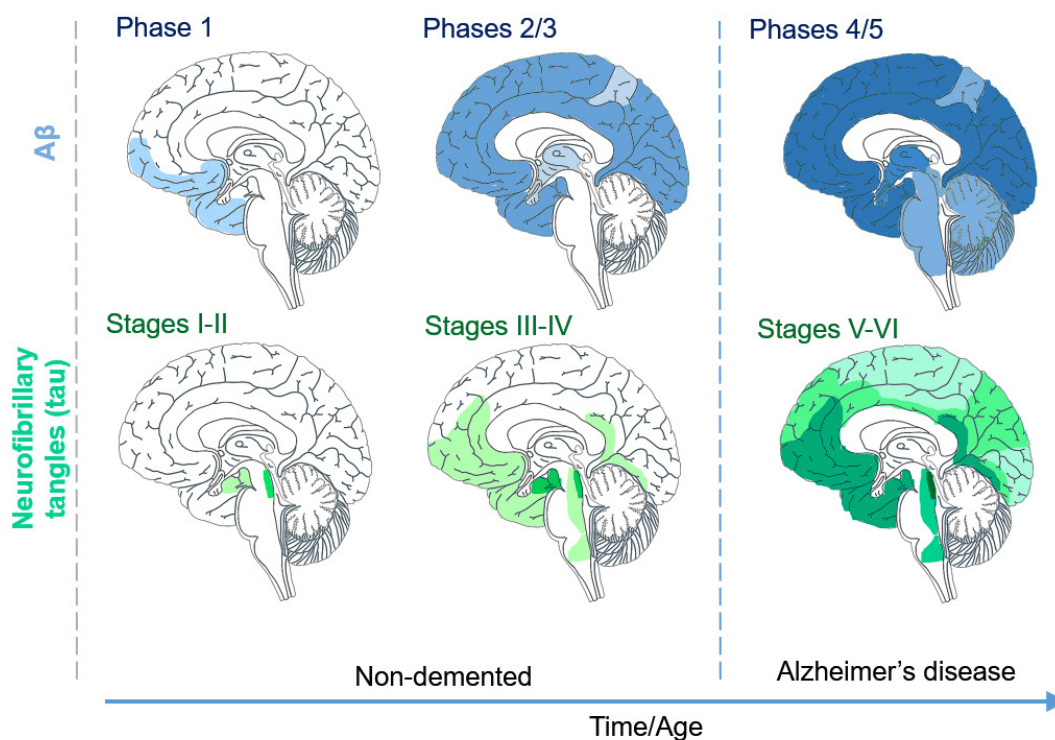 Phase 1
Phases 2/3
Phases 4/5
Aβ
Stages I-II
Stages III-IV
Stages V-VI
Neurofibrillary
tangles (tau)
Non-demented
Alzheimer’s disease
Time/Age